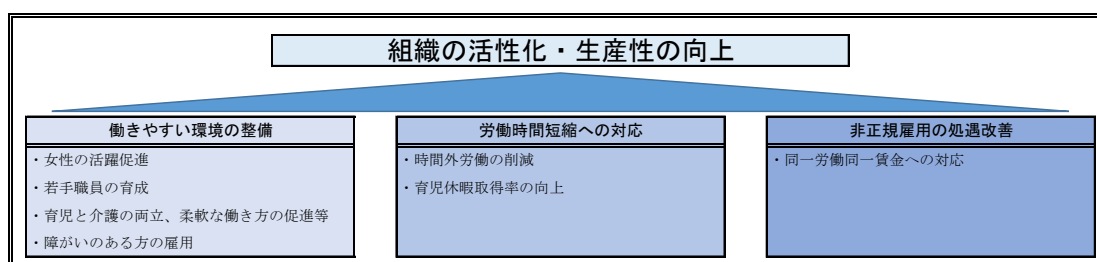 組織の活性化・生産性の向上
働きやすい環境の整備
・女性の活躍促進
・若手職員の育成
・育児と介護の両立、柔軟な働き方の促進等
・障がいのある方の雇用
労働時間短縮への対応
・時間外労働の削減
・育児休暇取得率の向上
非正規雇用の処遇改善
・同一労働同一賃金への対応